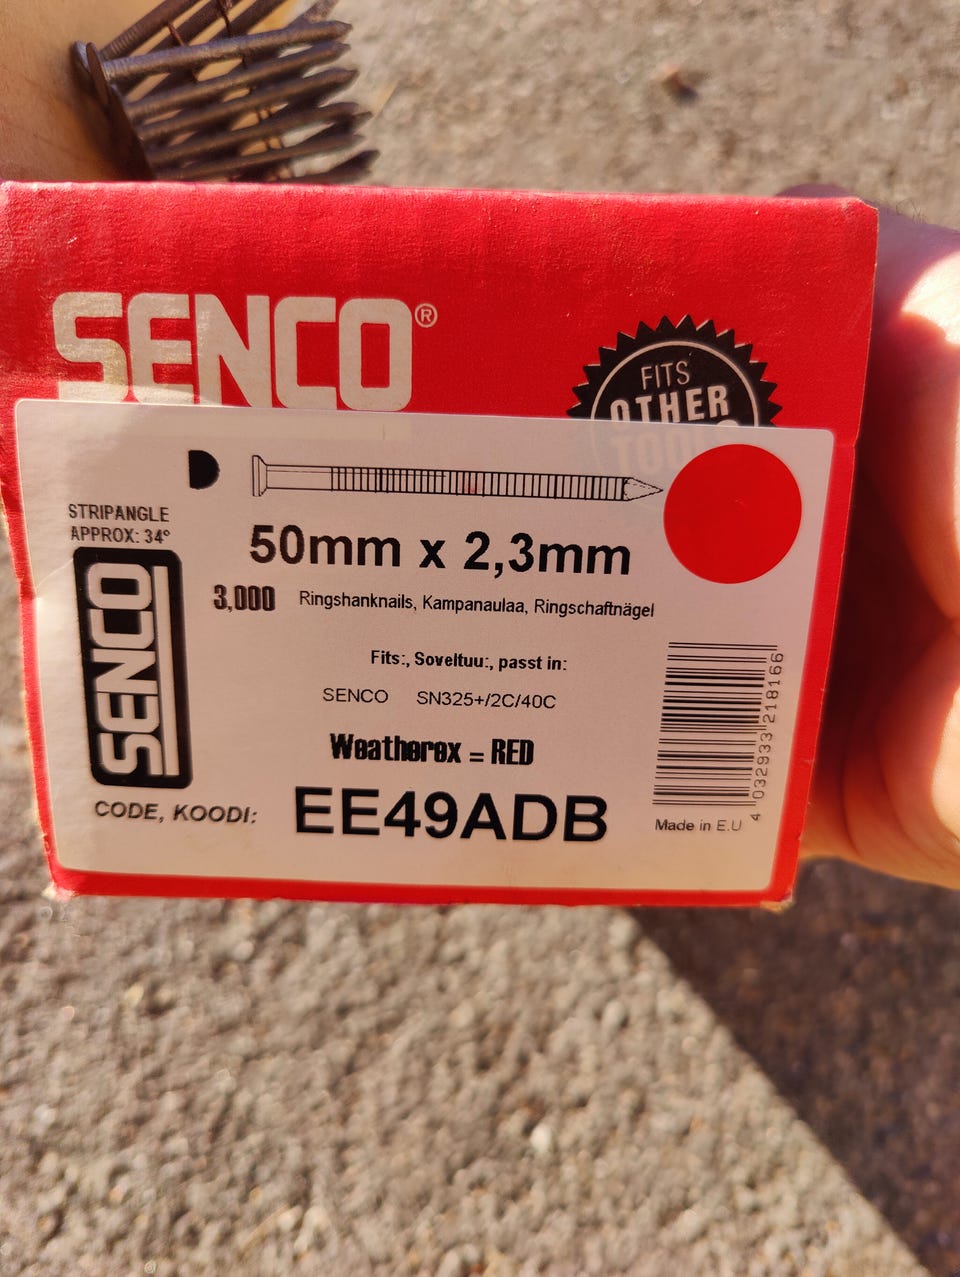 SENCO®
FITS
OTHER
TOOLS
STRIPANGLE
APPROX: 34°
50mm x 2,3mm
3,000 Ringshanknails, Kampanaulaa, Ringschaftnägel
Fits:, Soveltuu:, passt in:
SENCO SN325+/2C/40C
SENCO
Weatherex = RED
CODE, KOODI: EE49ADB
4 032933 218166
Made in E.U